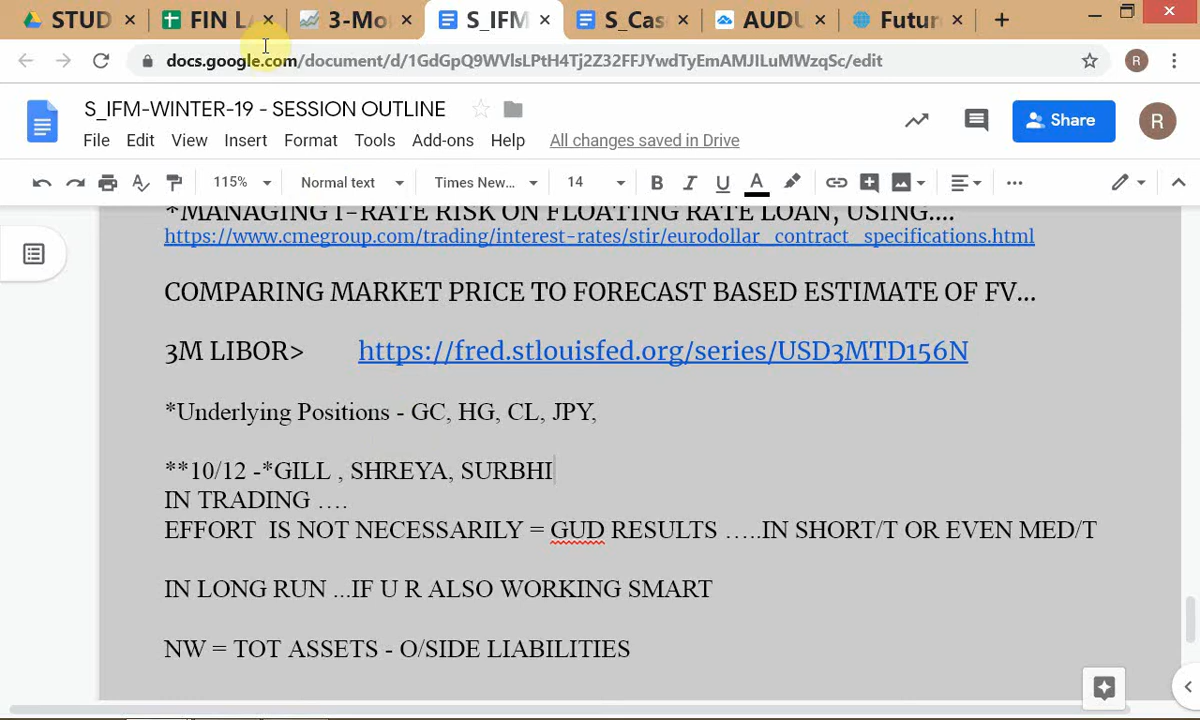 STUD
FIN L
3-Mo
S_IFM
S_Cas
AUDU
Futur
docs.google.com/document/d/1GdGpQ9WVlsLPtH4Tj2Z32FFJYwdTyEmAMJILuMWzqSc/edit
R
S_IFM-WINTER-19 - SESSION OUTLINE
Share
R
File Edit View Insert Format Tools Add-ons Help All changes saved in Drive
115% Normal text Times New... 14 B I U A
*MANAGING I-RATE RISK ON FLOATING RATE LOAN, USING....
https://www.cmegroup.com/trading/interest-rates/stir/eurodollar_contract_specifications.html
COMPARING MARKET PRICE TO FORECAST BASED ESTIMATE OF FV...
3M LIBOR> https://fred.stlouisfed.org/series/USD3MTD156N
*Underlying Positions - GC, HG, CL, JPY,
**10/12 -*GILL , SHREYA, SURBHI
IN TRADING ....
EFFORT IS NOT NECESSARILY = GUD RESULTS .....IN SHORT/T OR EVEN MED/T
IN LONG RUN ...IF U R ALSO WORKING SMART
NW = TOT ASSETS - O/SIDE LIABILITIES